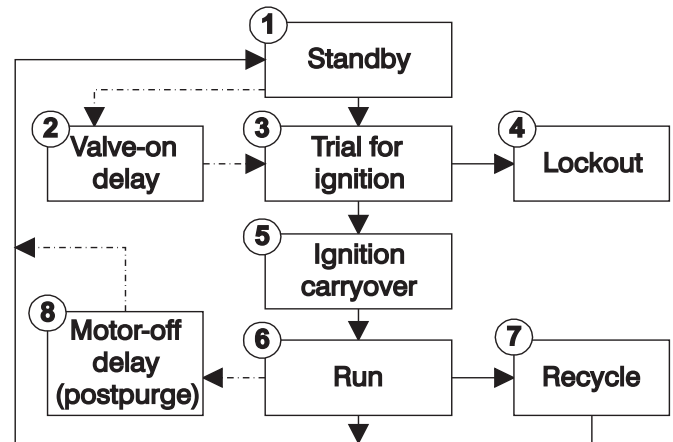 1
Standby
2
Valve-on
delay
3
Trial for
ignition
4
Lockout
5
Ignition
carryover
8
Motor-off
delay
(postpurge)
6
Run
7
Recycle